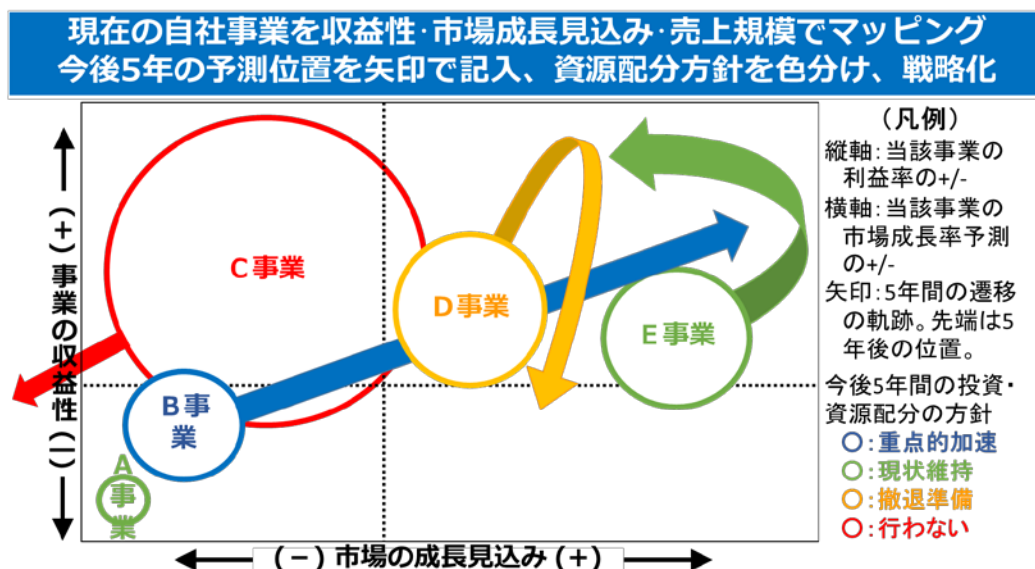 現在の自社事業を収益性･市場成長見込み･売上規模でマッピング
今後5年の予測位置を矢印で記入、資源配分方針を色分け、戦略化
(＋)事業の収益性(－)
C事業
D事業
E事業
B事
業
A
事
業
(－)市場の成長見込み(＋)
（凡例）
縦軸：当該事業の
利益率の+/-
横軸：当該事業の
市場成長率予測
の+/-
矢印：5年間の遷移
の軌跡。先端は5
年後の位置。
今後5年間の投資・
資源配分の方針
〇：重点的加速
〇：現状維持
〇：撤退準備
〇：行わない